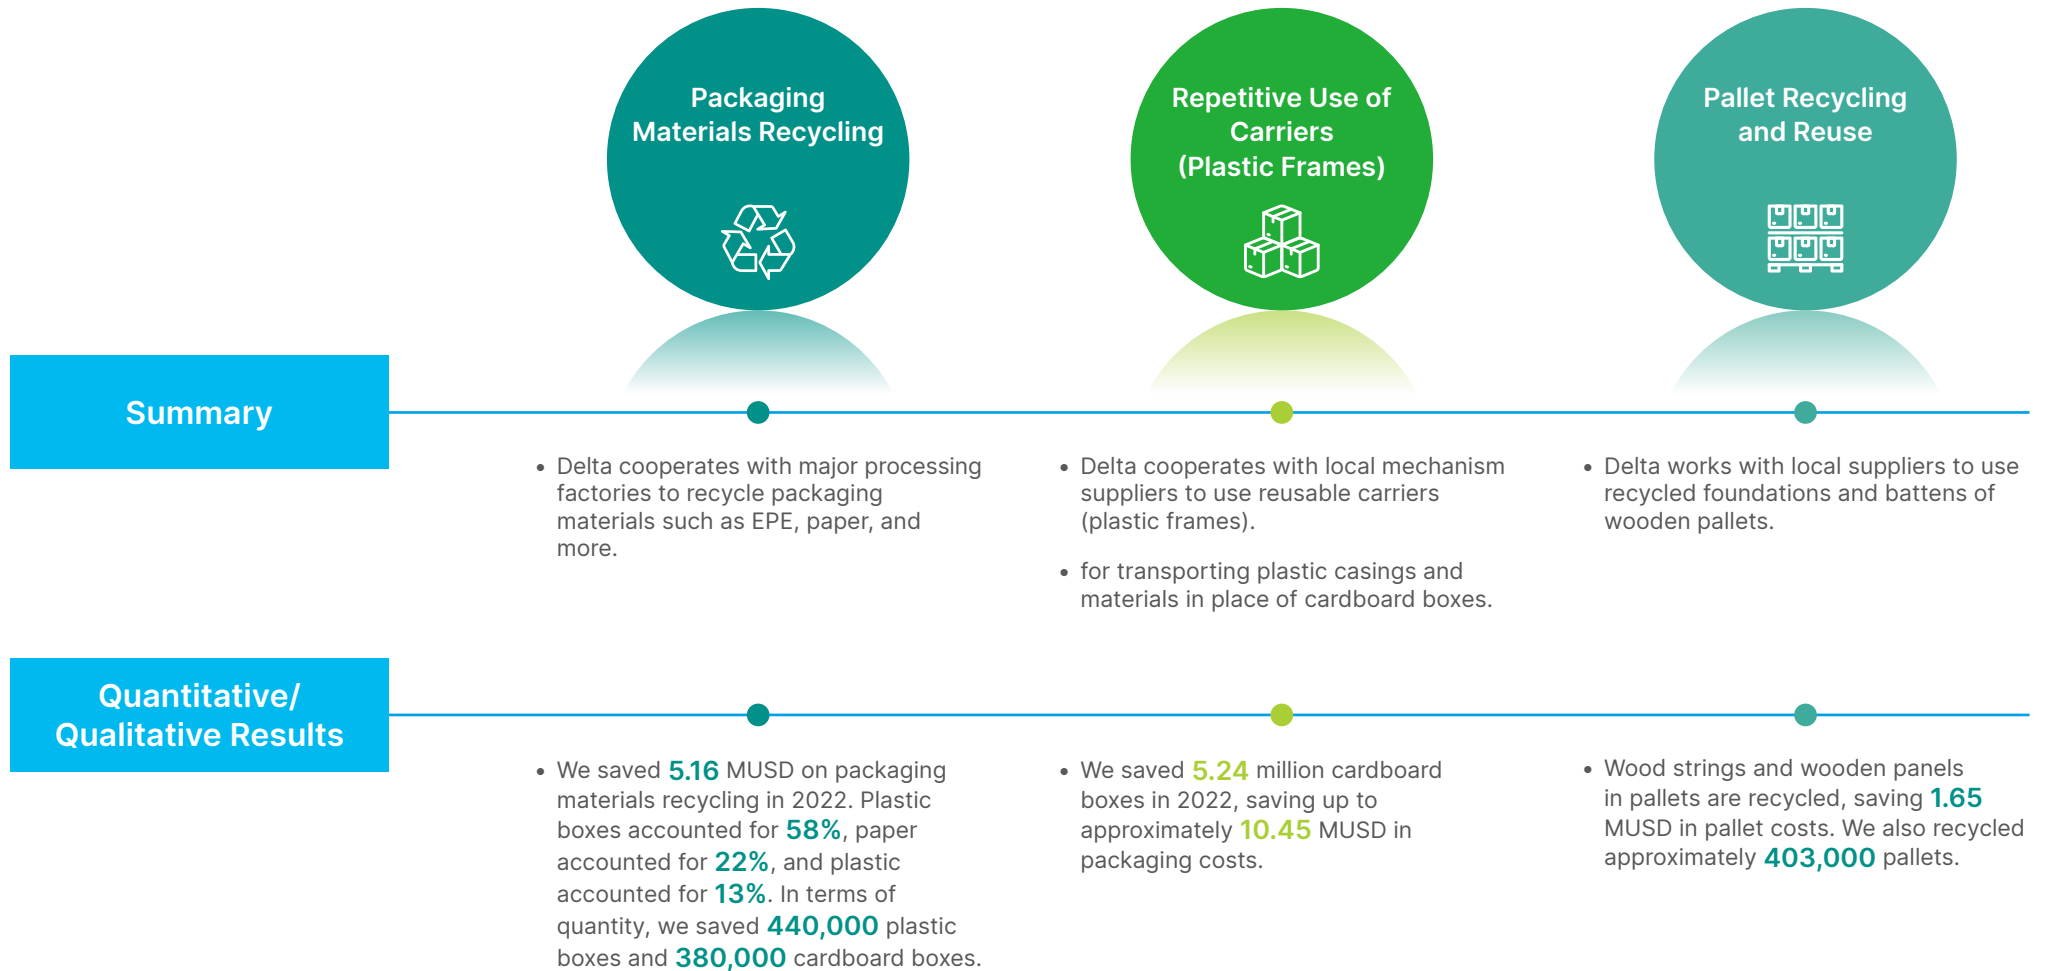 Packaging
Materials Recycling
Repetitive Use of
Carriers
(Plastic Frames)
Pallet Recycling
and Reuse
Summary
• Delta cooperates with major processing
factories to recycle packaging
materials such as EPE, paper, and
more.
• Delta cooperates with local mechanism
suppliers to use reusable carriers
(plastic frames).
• for transporting plastic casings and
materials in place of cardboard boxes.
• Delta works with local suppliers to use
recycled foundations and battens of
wooden pallets.
Quantitative/
Qualitative Results
• We saved 5.16 MUSD on packaging
materials recycling in 2022. Plastic
boxes accounted for 58%, paper
accounted for 22%, and plastic
accounted for 13%. In terms of
quantity, we saved 440,000 plastic
boxes and 380,000 cardboard boxes.
• We saved 5.24 million cardboard
boxes in 2022, saving up to
approximately 10.45 MUSD in
packaging costs.
• Wood strings and wooden panels
in pallets are recycled, saving 1.65
MUSD in pallet costs. We also recycled
approximately 403,000 pallets.